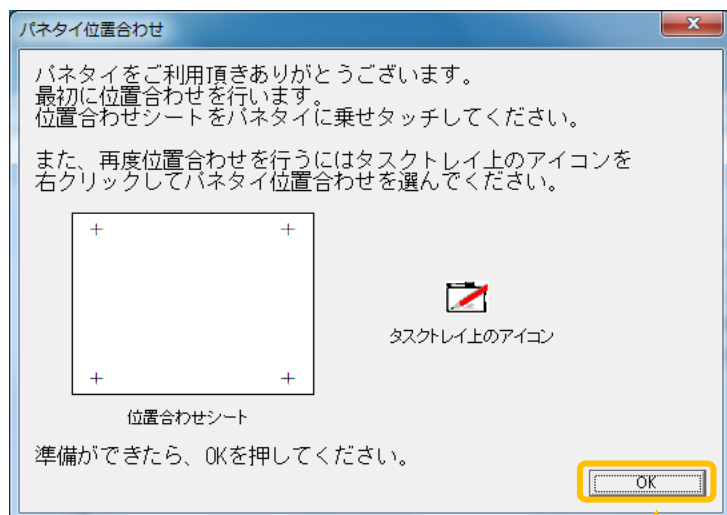 パネタイ位置合わせ
パネタイをご利用頂きありがとうございます。
最初に位置合わせを行います。
位置合わせシートをパネタイに乗せタッチしてください。
また、再度位置合わせを行うにはタスクトレイ上のアイコンを
右クリックしてパネタイ位置合わせを選んでください。
タスクトレイ上のアイコン
位置合わせシート
準備ができたら、OKを押してください。
OK